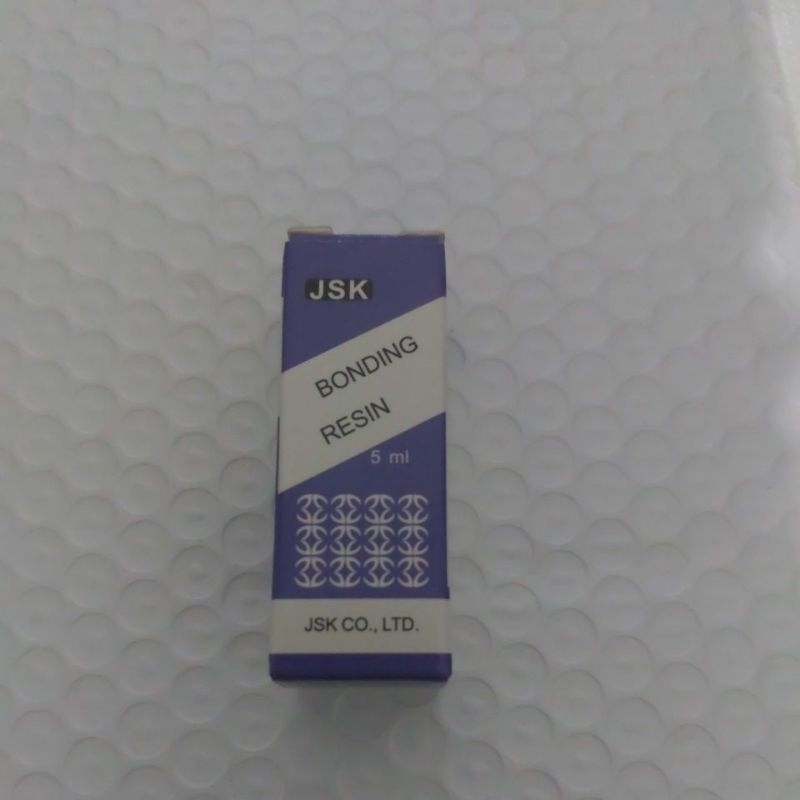 JSK
BONDING
RESIN
5 ml
JSK CO., LTD.